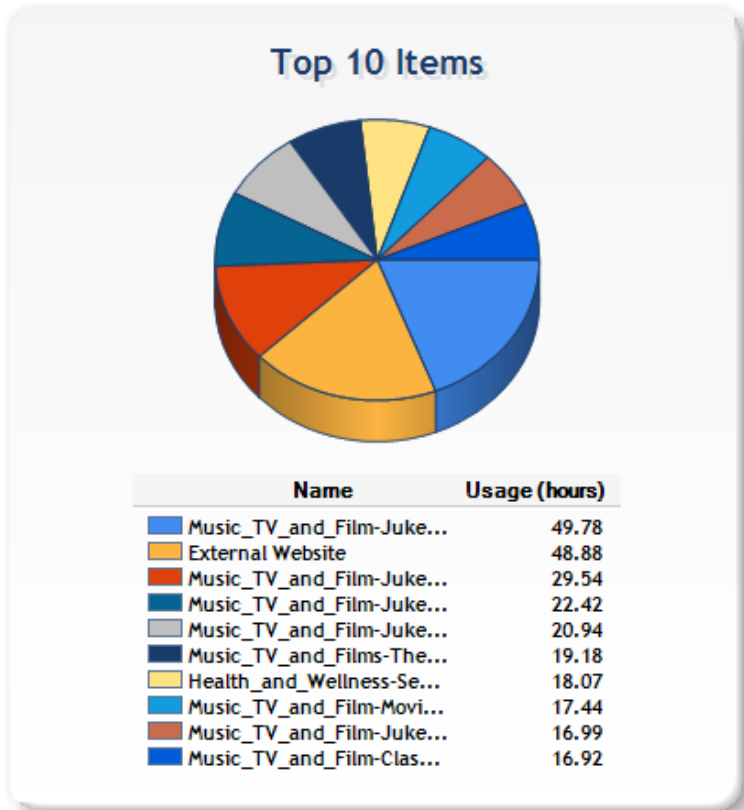 Top 10 Items
Name Usage (hours)
Music_TV_and_Film-Juke... 49.78
External Website 48.88
Music_TV_and_Film-Juke... 29.54
Music_TV_and_Film-Juke... 22.42
Music_TV_and_Film-Juke... 20.94
Music_TV_and_Films-The... 19.18
Health_and_Wellness-Se... 18.07
Music_TV_and_Film-Movi... 17.44
Music_TV_and_Film-Juke... 16.99
Music_TV_and_Film-Clas... 16.92